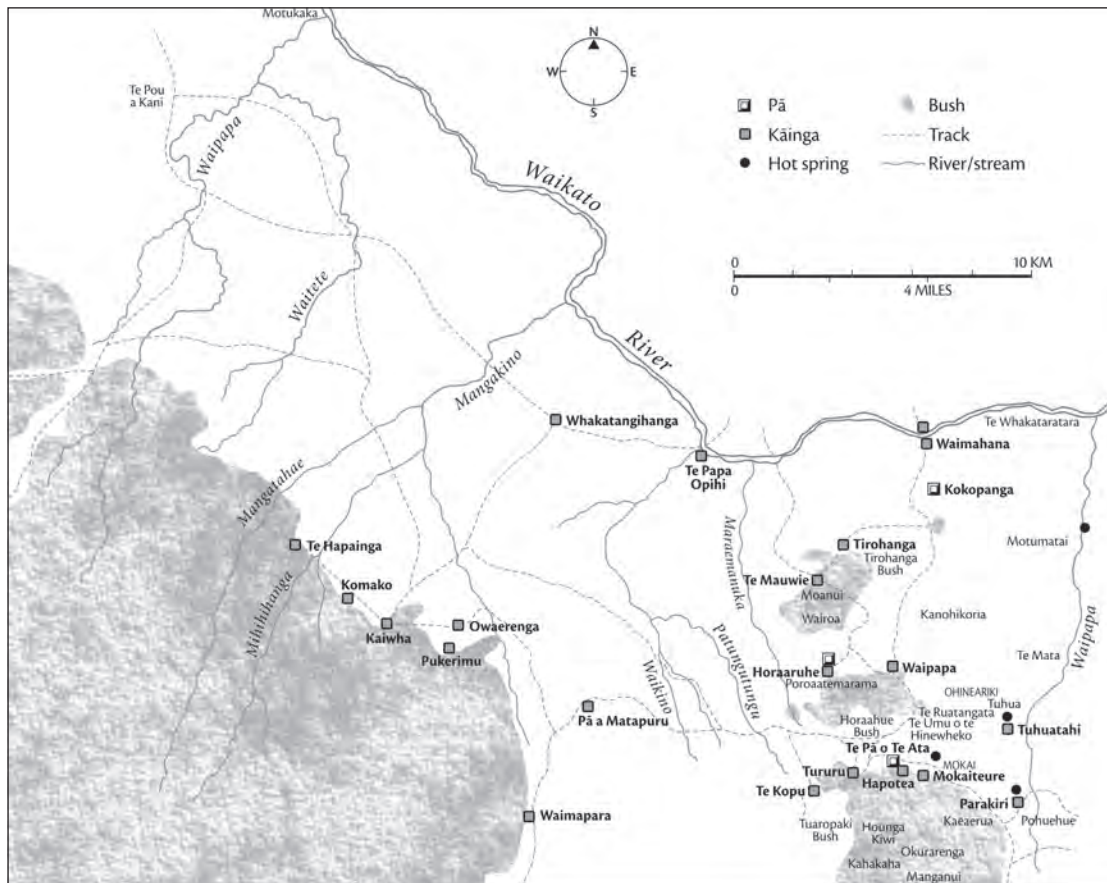 Motukaka
N
W
E
S
Te Pou
a Kani
Waipapa
Pā
Kāinga
Hot spring
Bush
Track
River/stream
Waikato
River
0
10 KM
0
4 MILES
Waitete
Mangakino
Whakatangihanga
Te Papa
Opihi
Te Whakataratara
Waimahana
Kokopanga
Motumatai
Mangatahae
Te Hapainga
Mihihihanga
Komako
Kaiwha
Owaerenga
Pukerimu
Maraemanuka
Tirohanga
Tirohanga
Bush
Te Mauwie
Moanui
Wairoa
Kanohikoria
Waipapa
Te Mata
Waikino
Patungutungu
Horaaruhe
Poroaatemarama
Waipapa
OHINEARIKI
Tuhua
Te Ruatangata
Te Umu o te
Hinewheko
Tuhuatahi
Pā a Matapuru
Horaahue
Bush
Te Pā o Te Ata
MOKAI
Tururu
Hapotea
Mokaiteure
Te Kopu
Parakiri
Waimapara
Tuaropaki
Bush
Hounga
Kiwi
Kaeaerua
Pohuehue
Okurarenga
Kahakaha
Manganui